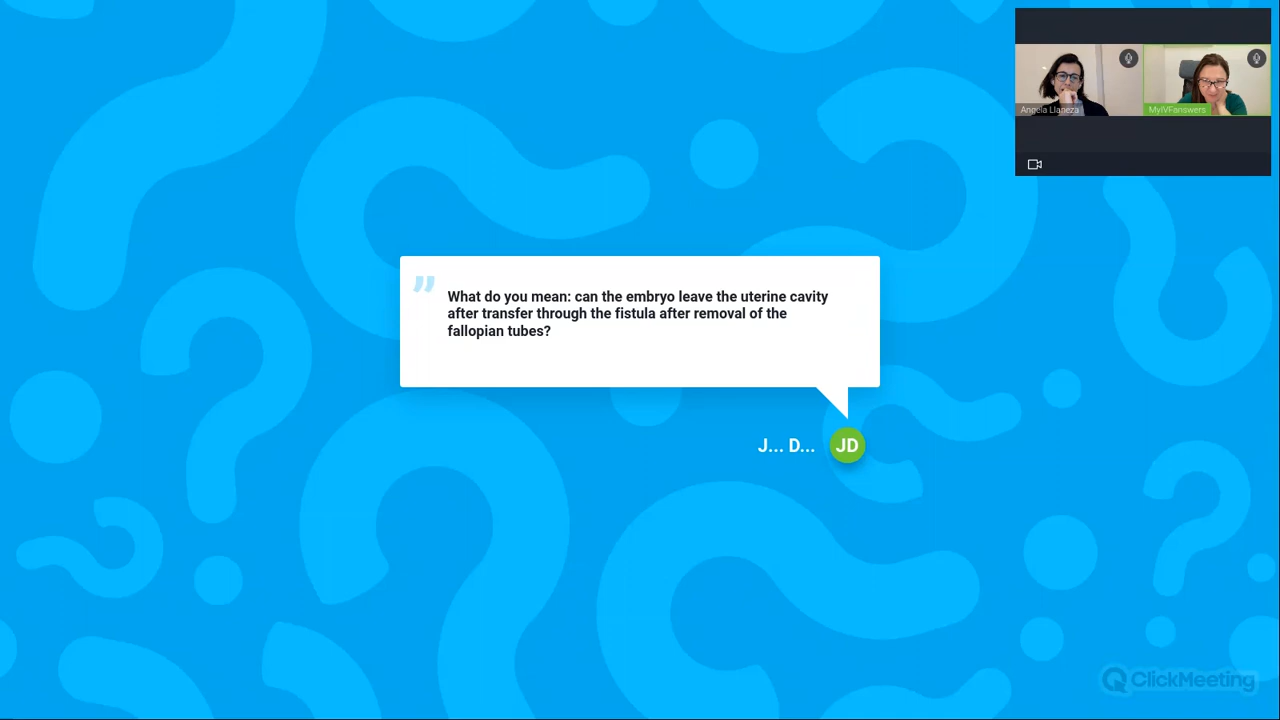 Angela Llaneza
MyIVFanswers
What do you mean: can the embryo leave the uterine cavity
after transfer through the fistula after removal of the
fallopian tubes?
J... D...
JD
ClickMeeting